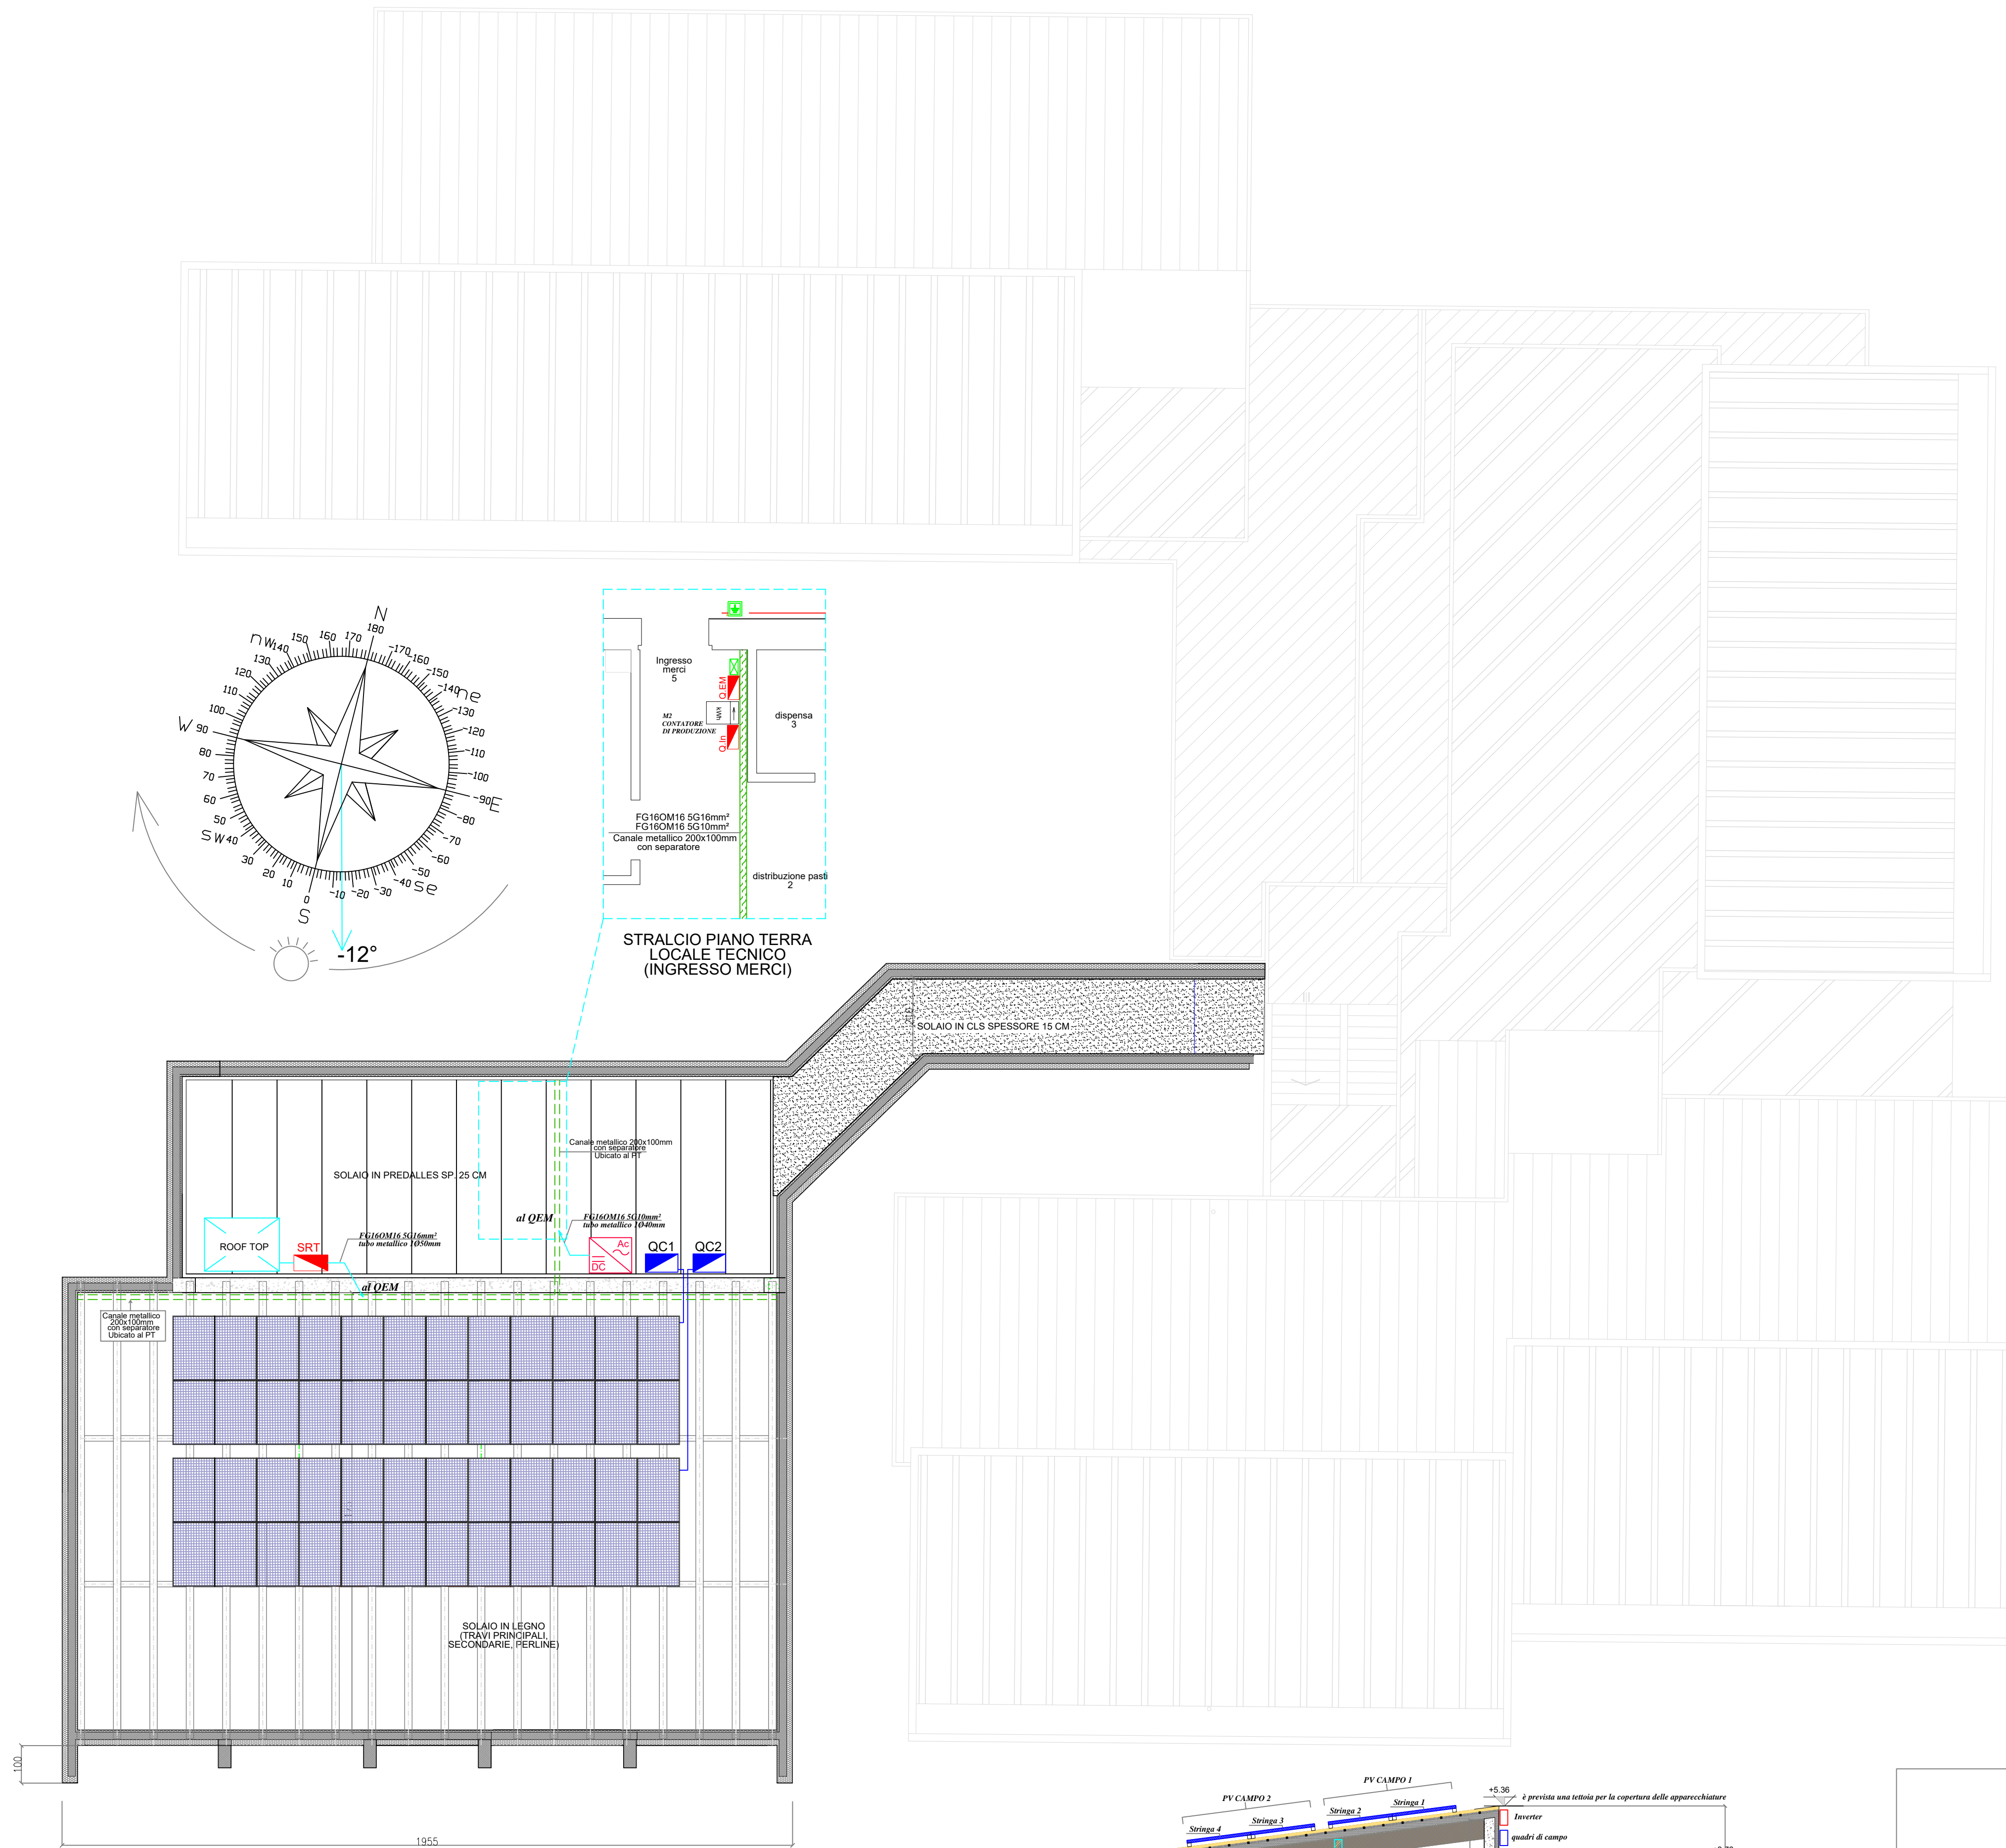 N
180
170
160
150
nw
140
130
120
110
100
W 90
80
70
60
50
sw 40
30
20
10
0
S
-10
-20
-30
-40
se
-50
-60
-70
-80
-90
E
-100
-110
-120
-130
ne
-140
-150
-160
-170
-12°
Ingresso
merci
5
Q.EM
kWh
M2
CONTATORE
DI PRODUZIONE
Q.In
dispensa
3
FG16OM16 5G16mm²
FG16OM16 5G10mm²
Canale metallico 200x100mm
con separatore
distribuzione pasti
2
STRALCIO PIANO TERRA
LOCALE TECNICO
(INGRESSO MERCI)
SOLAIO IN CLS SPESSORE 15 CM
Canale metallico 200x100mm
con separatore
Ubicato al PT
SOLAIO IN PREDALLES SP. 25 CM
al QEM
FG16OM16 5G10mm²
tubo metallico 1Ø40mm
FG16OM16 5G16mm²
tubo metallico 1Ø50mm
ROOF TOP
SRT
Ac
DC
QC1
QC2
al QEM
Canale metallico
200x100mm
con separatore
Ubicato al PT
SOLAIO IN LEGNO
(TRAVI PRINCIPALI,
SECONDARIE, PERLINE)
100
1955
PV CAMPO 1
PV CAMPO 2
Stringa 1
Stringa 2
Stringa 3
Stringa 4
+5.36
è prevista una tettoia per la copertura delle apparecchiature
Inverter
quadri di campo